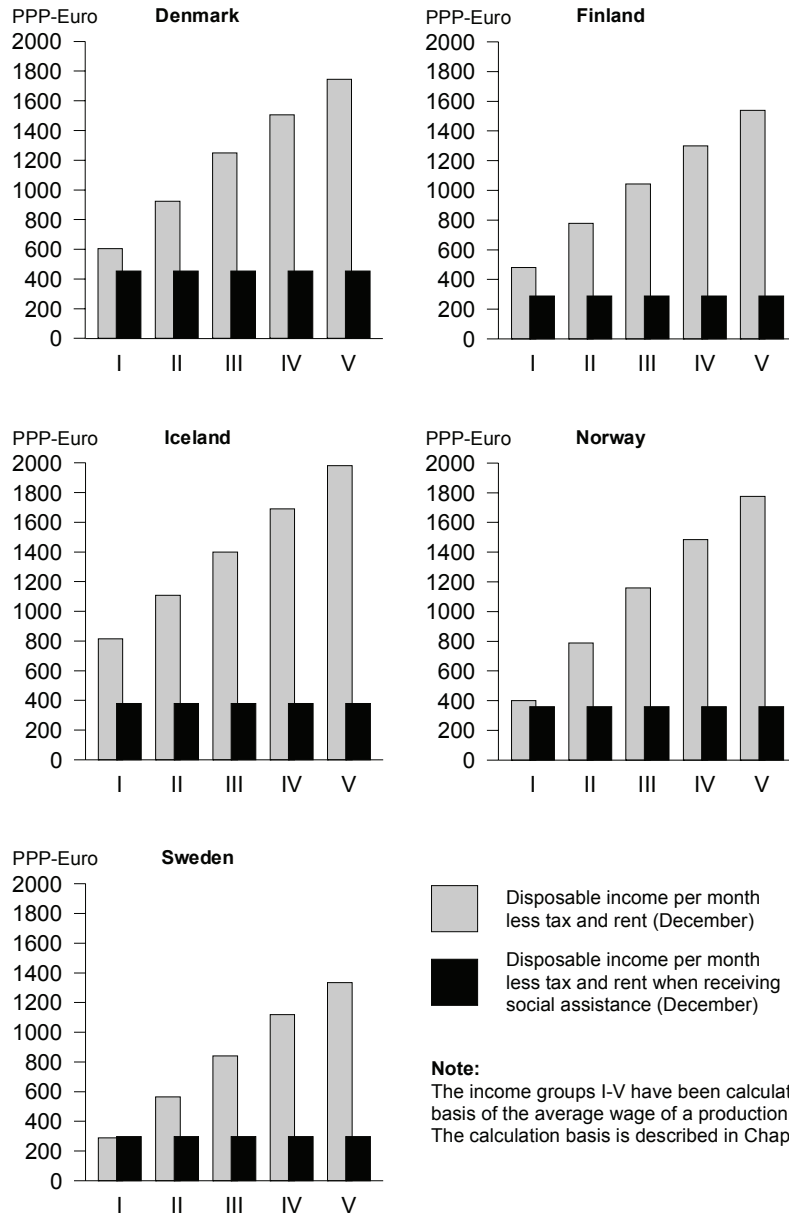 PPP-Euro Denmark
2000
1800
1600
1400
1200
1000
800
600
400
200
0
I II III IV V
Finland
2000
1800
1600
1400
1200
1000
800
600
400
200
0
I II III IV V
PPP-Euro Iceland
2000
1800
1600
1400
1200
1000
800
600
400
200
0
I II III IV V
PPP-Euro Norway
2000
1800
1600
1400
1200
1000
800
600
400
200
0
I II III IV V
PPP-Euro Sweden
2000
1800
1600
1400
1200
1000
800
600
400
200
0
I II III IV V
Disposable income per month
less tax and rent (December)
Disposable income per month
less tax and rent when receiving
social assistance (December)
Note:
The income groups I-V have been calculat
basis of the average wage of a production
The calculation basis is described in Chap